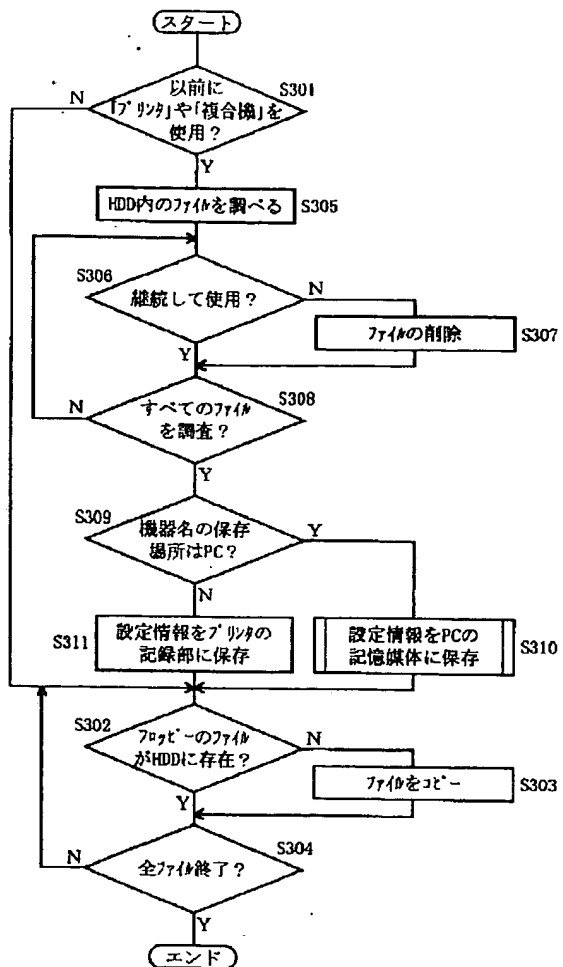 スタート
S301
N
以前に
「プリンタ」や「複合機」を
使用？
Y
HDD内のファイルを調べる
S305
S306
継続して使用？
N
ファイルの削除
S307
Y
S308
N
すべてのファイル
を調査？
Y
S309
機器名の保存
場所はPC？
Y
N
S311
設定情報をプリンタの
記録部に保存
設定情報をPCの
記憶媒体に保存
S310
S302
フロッピーのファイル
がHDDに存在？
N
ファイルをコピー
S303
Y
S304
N
全ファイル終了？
Y
エンド